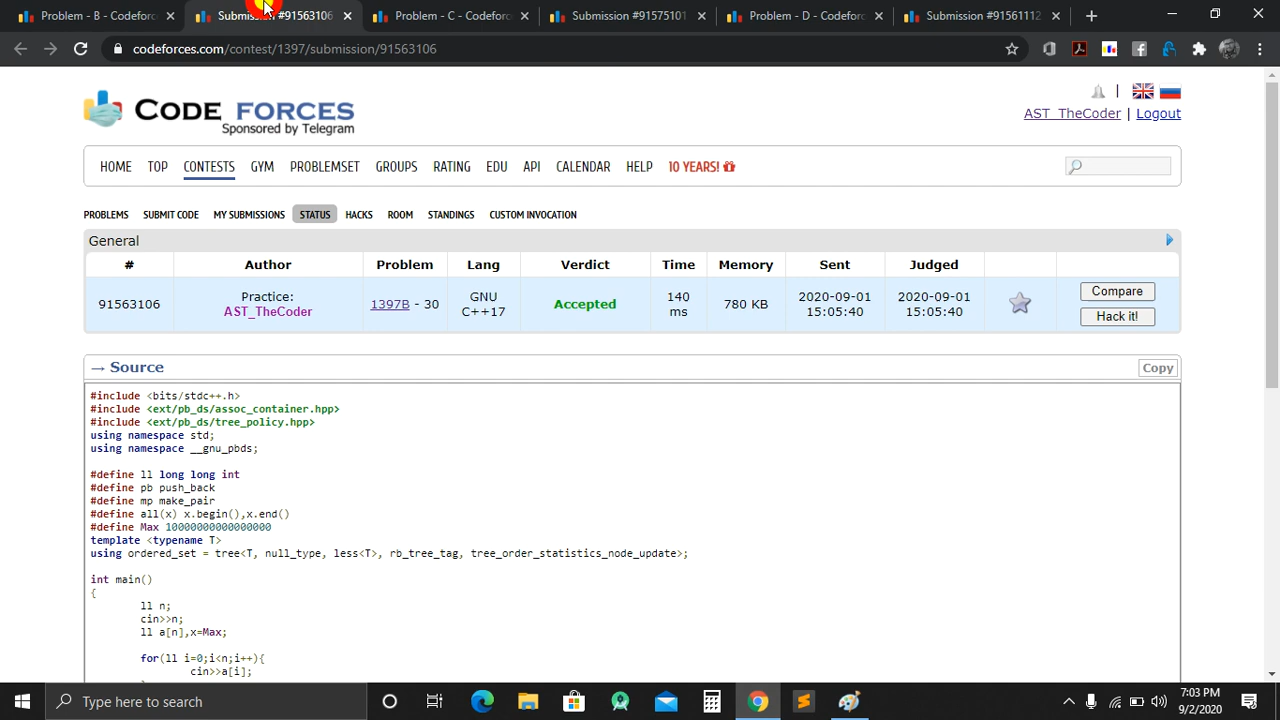 Problem - B - Codeforc
Submission #91563106
Problem - C - Codeforc
Submission #91575101
Problem - D - Codeforc
Submission #91561112
codeforces.com/contest/1397/submission/91563106
CODE FORCES
Sponsored by Telegram
AST_TheCoder | Logout
HOME TOP CONTESTS GYM PROBLEMSET GROUPS RATING EDU API CALENDAR HELP 10 YEARS!
PROBLEMS SUBMIT CODE MY SUBMISSIONS STATUS HACKS ROOM STANDINGS CUSTOM INVOCATION
General
# Author Problem Lang Verdict Time Memory Sent Judged
91563106 Practice: AST_TheCoder 1397B - 30 GNU C++17 Accepted 140 ms 780 KB 2020-09-01 15:05:40 2020-09-01 15:05:40 Compare Hack it!
→ Source Copy
#include <bits/stdc++.h>
#include <ext/pb_ds/assoc_container.hpp>
#include <ext/pb_ds/tree_policy.hpp>
using namespace std;
using namespace __gnu_pbds;
#define ll long long int
#define pb push_back
#define mp make_pair
#define all(x) x.begin(),x.end()
#define Max 10000000000000000
template <typename T>
using ordered_set = tree<T, null_type, less<T>, rb_tree_tag, tree_order_statistics_node_update>;
int main()
{
ll n;
cin>>n;
ll a[n],x=Max;
for(ll i=0;i<n;i++){
cin>>a[i];
Type here to search
7:03 PM
9/2/2020